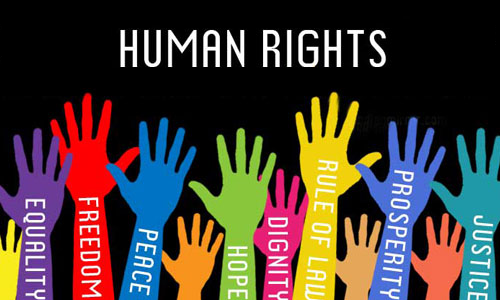 HUMAN RIGHTS
EQUALITY
FREEDOM
PEACE
HOPE
DIGNITY
RULE OF LAW
PROSPERITY
JUSTICE